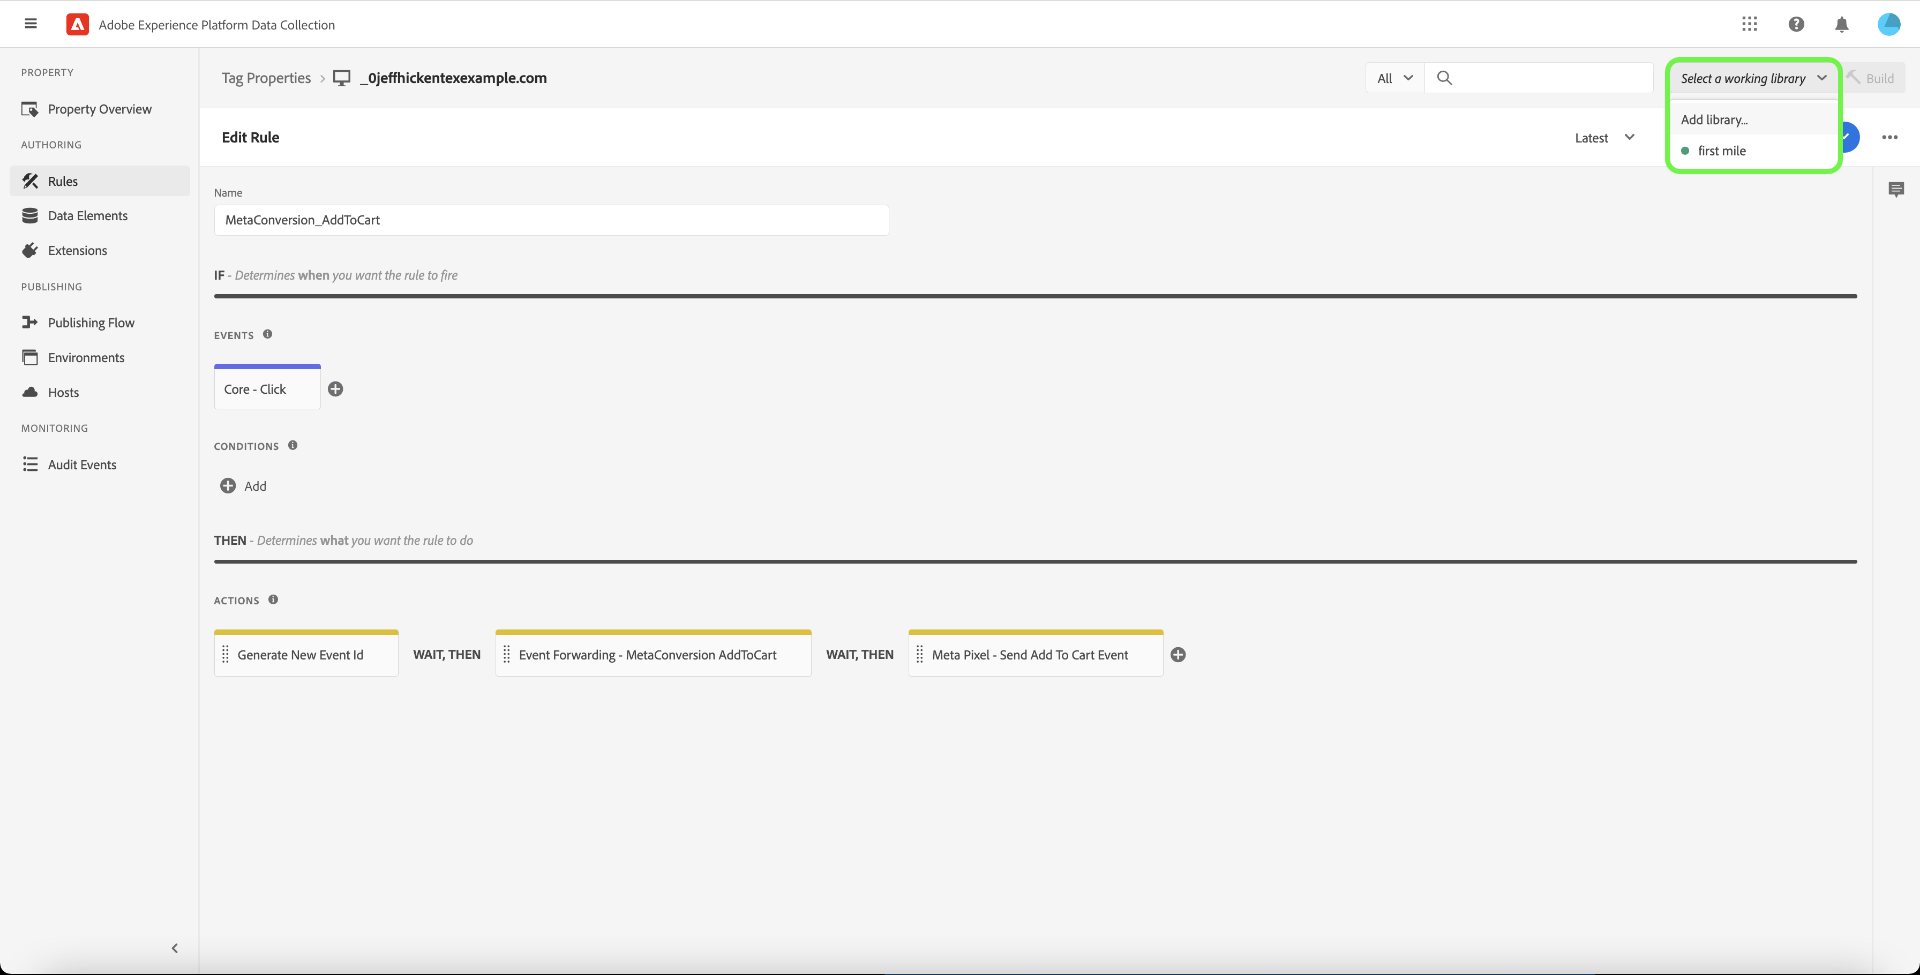 Adobe Experience Platform Data Collection
PROPERTY
Property Overview
AUTHORING
Rules
Data Elements
Extensions
PUBLISHING
Publishing Flow
Environments
Hosts
MONITORING
Audit Events
Tag Properties > _0jeffhickentexexample.com
All
Select a working library
Build
Add library...
first mile
Edit Rule
Latest
Name
MetaConversion_AddToCart
IF - Determines when you want the rule to fire
EVENTS
Core - Click
CONDITIONS
Add
THEN - Determines what you want the rule to do
ACTIONS
Generate New Event Id WAIT, THEN Event Forwarding - MetaConversion AddToCart WAIT, THEN Meta Pixel - Send Add To Cart Event